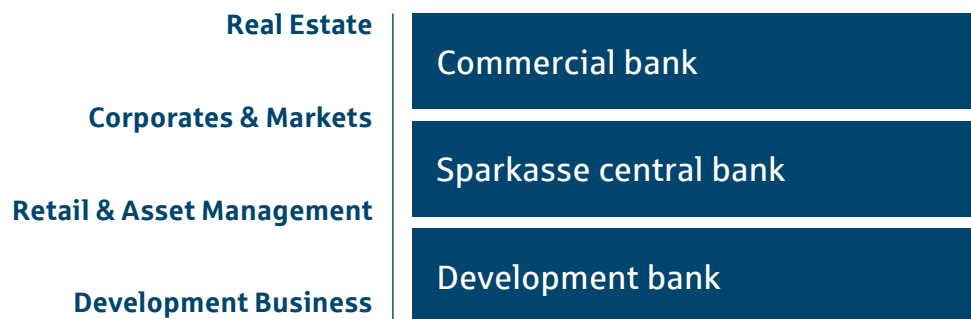 Real Estate
Corporates & Markets
Retail & Asset Management
Development Business
Commercial bank
Sparkasse central bank
Development bank